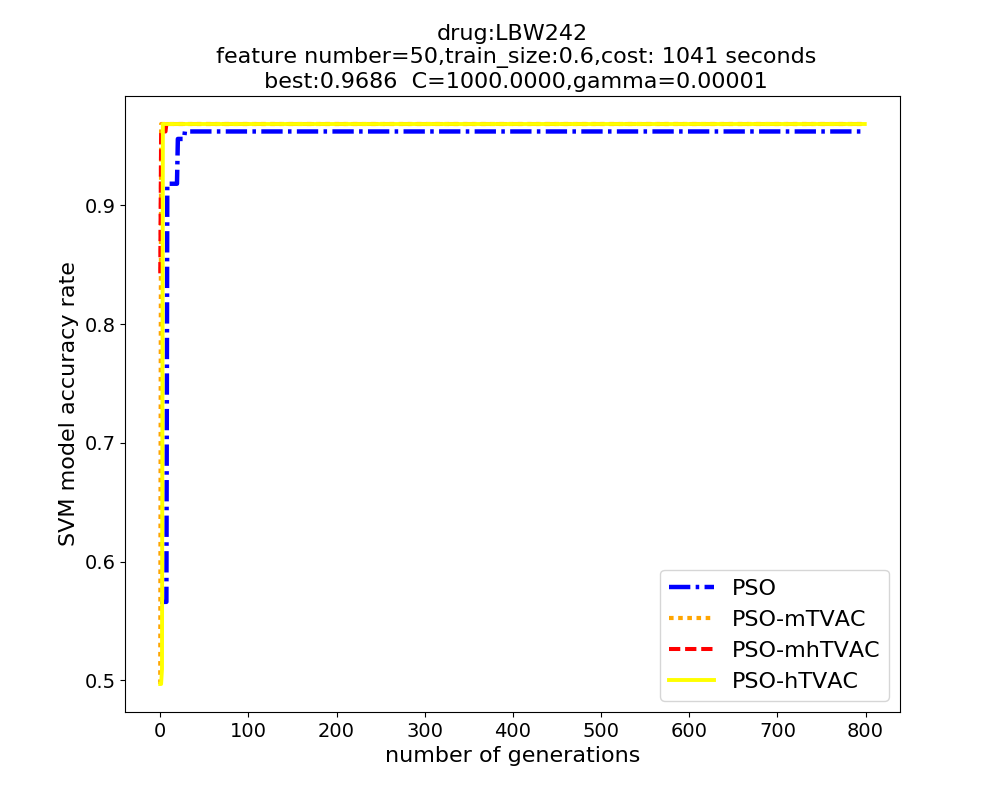 drug:LBW242
feature number=50,train_size:0.6,cost: 1041 seconds
best:0.9686  C=1000.0000,gamma=0.00001
0.9
0.8
0.7
0.6
0.5
SVM model accuracy rate
PSO
PSO-mTVAC
PSO-mhTVAC
PSO-hTVAC
0 100 200 300 400 500 600 700 800
number of generations